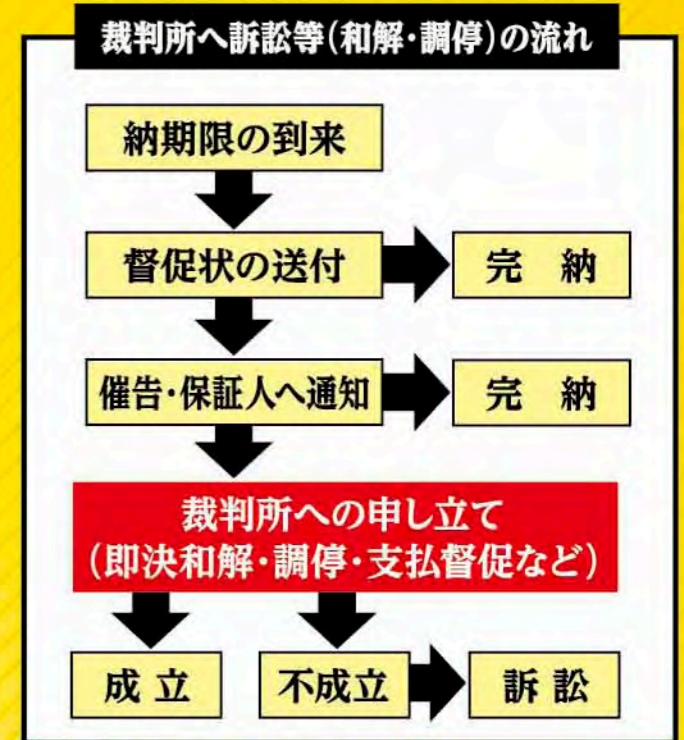 裁判所へ訴訟等(和解・調停)の流れ
納期限の到来
督促状の送付
完　納
催告・保証人へ通知
完　納
裁判所への申し立て
(即決和解・調停・支払督促など)
成 立
不成立
訴 訟